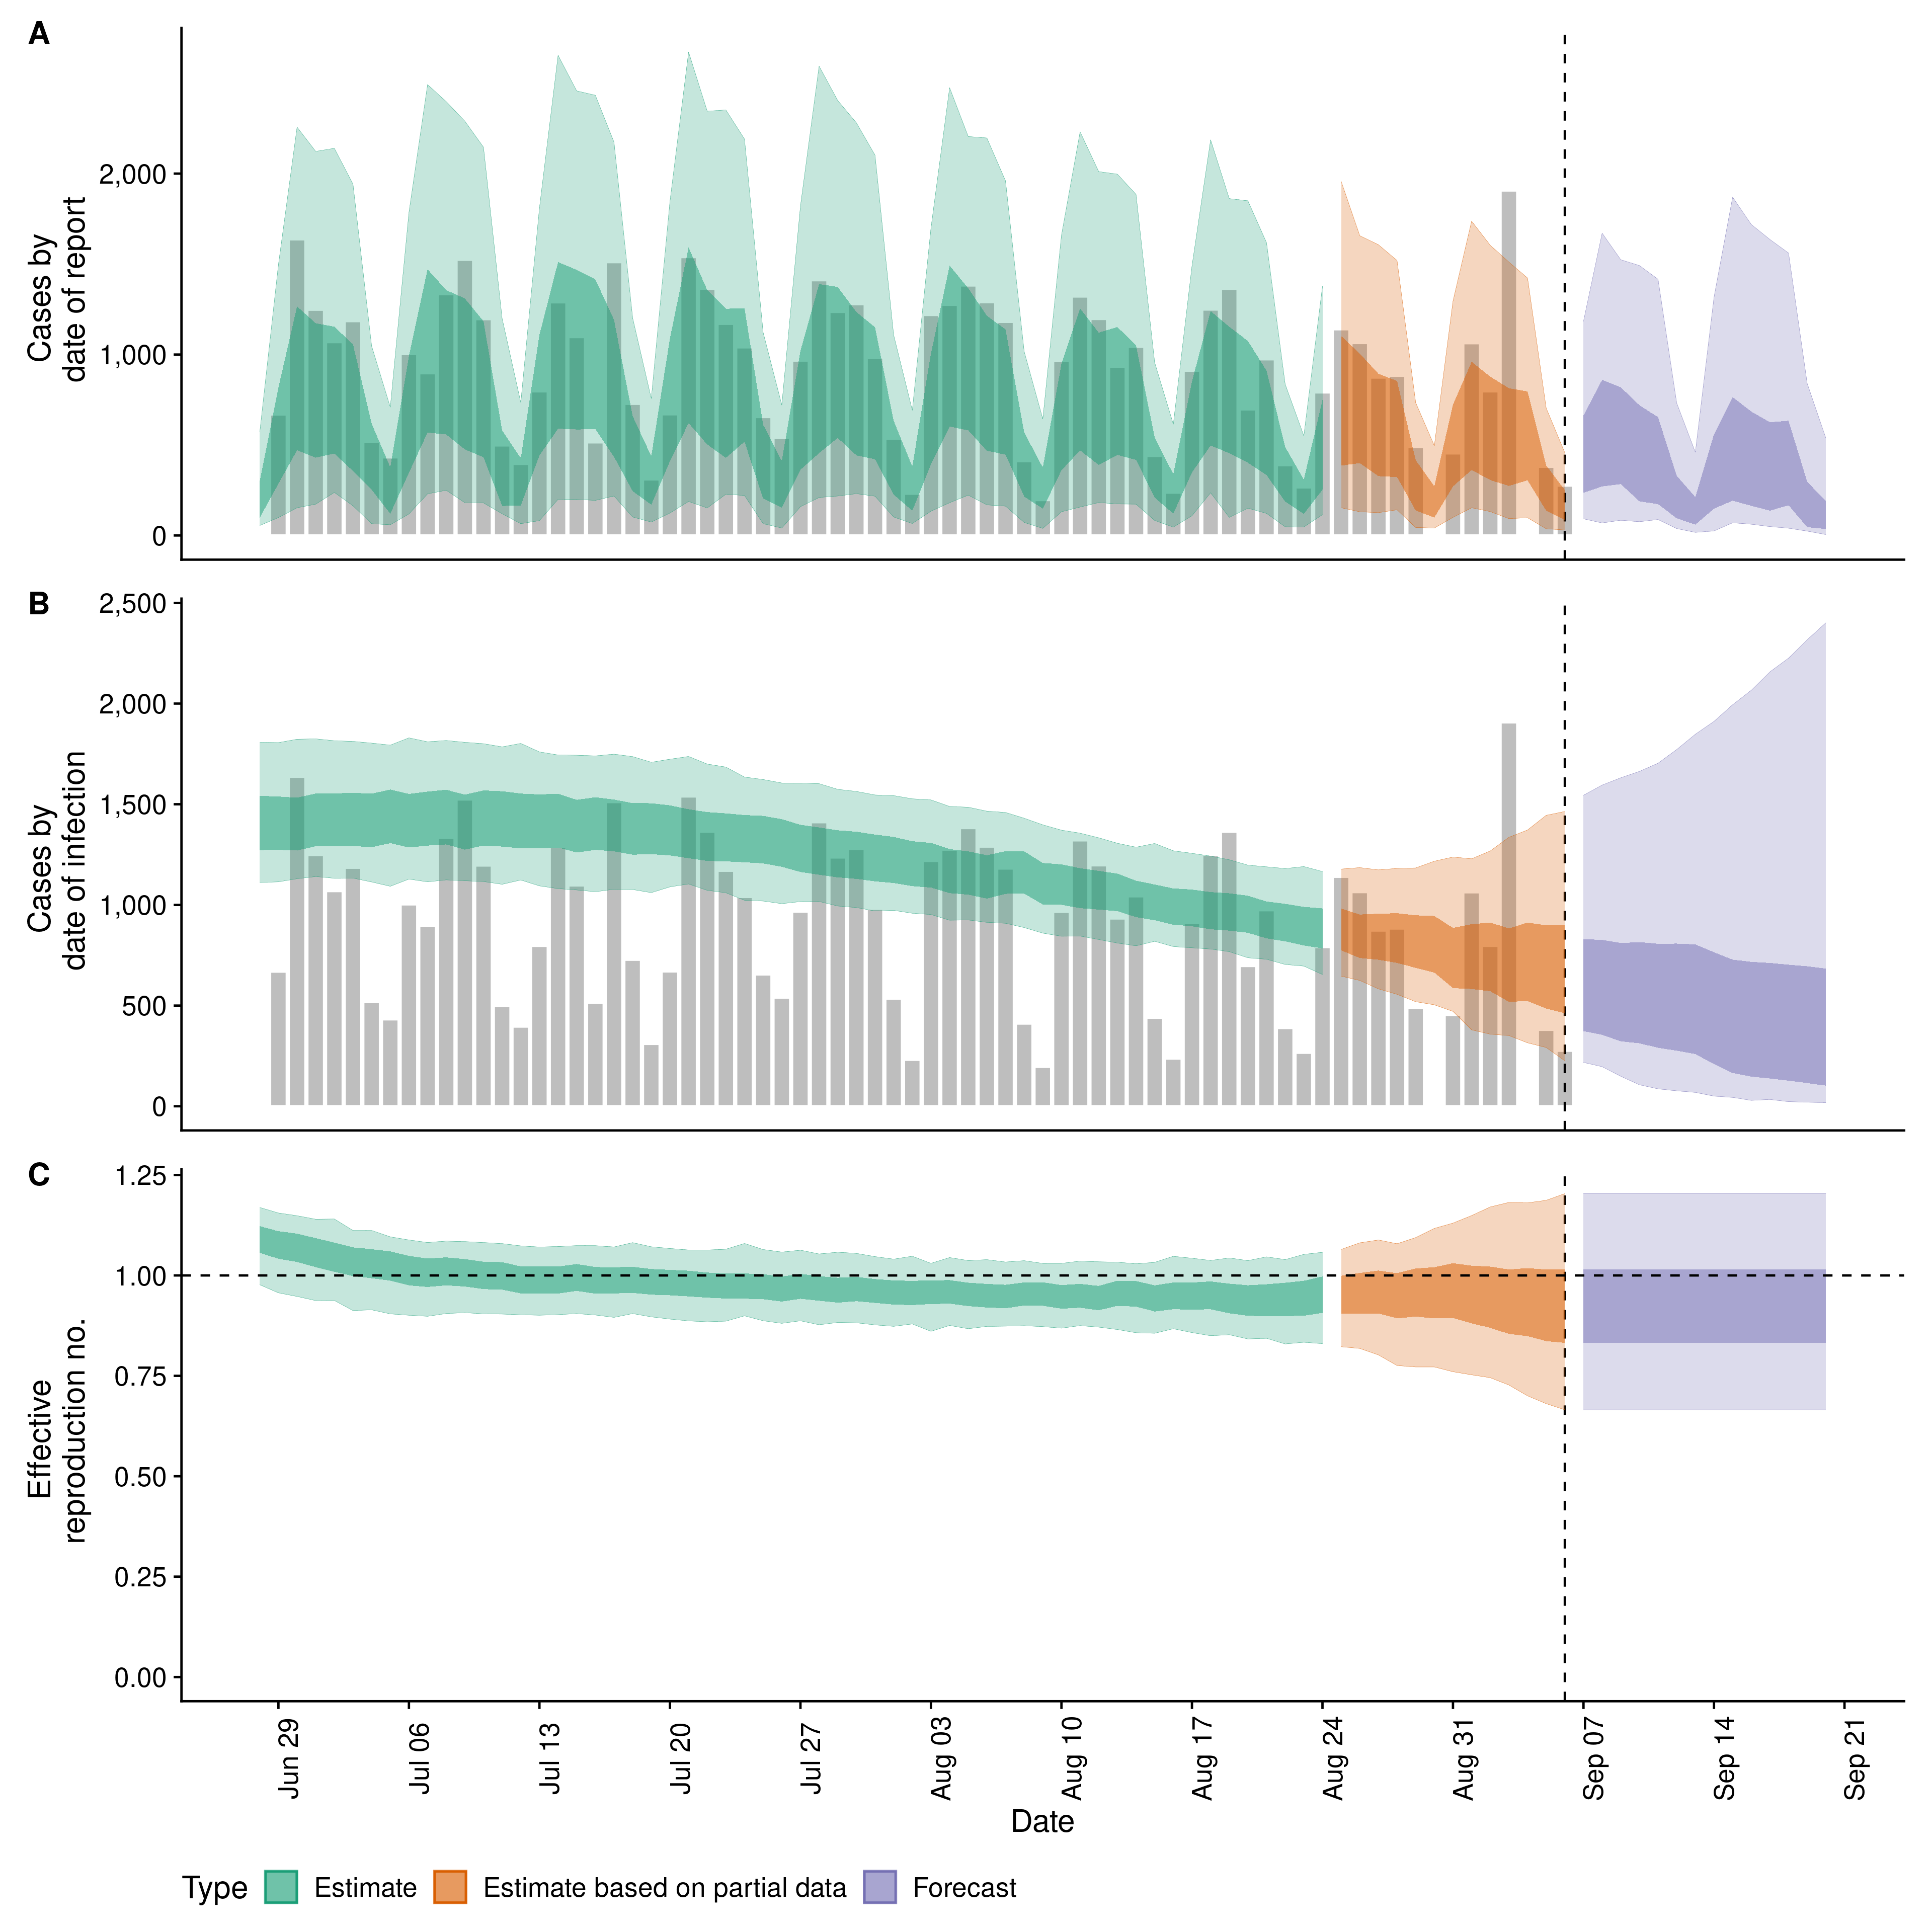 A
Cases by
date of report
2,000
1,000
0
B
Cases by
date of infection
2,500
2,000
1,500
1,000
500
0
C
Effective
reproduction no.
1.25
1.00
0.75
0.50
0.25
0.00
Jun 29
Jul 06
Jul 13
Jul 20
Jul 27
Aug 03
Aug 10
Aug 17
Aug 24
Aug 31
Sep 07
Sep 14
Sep 21
Date
Type Estimate Estimate based on partial data Forecast